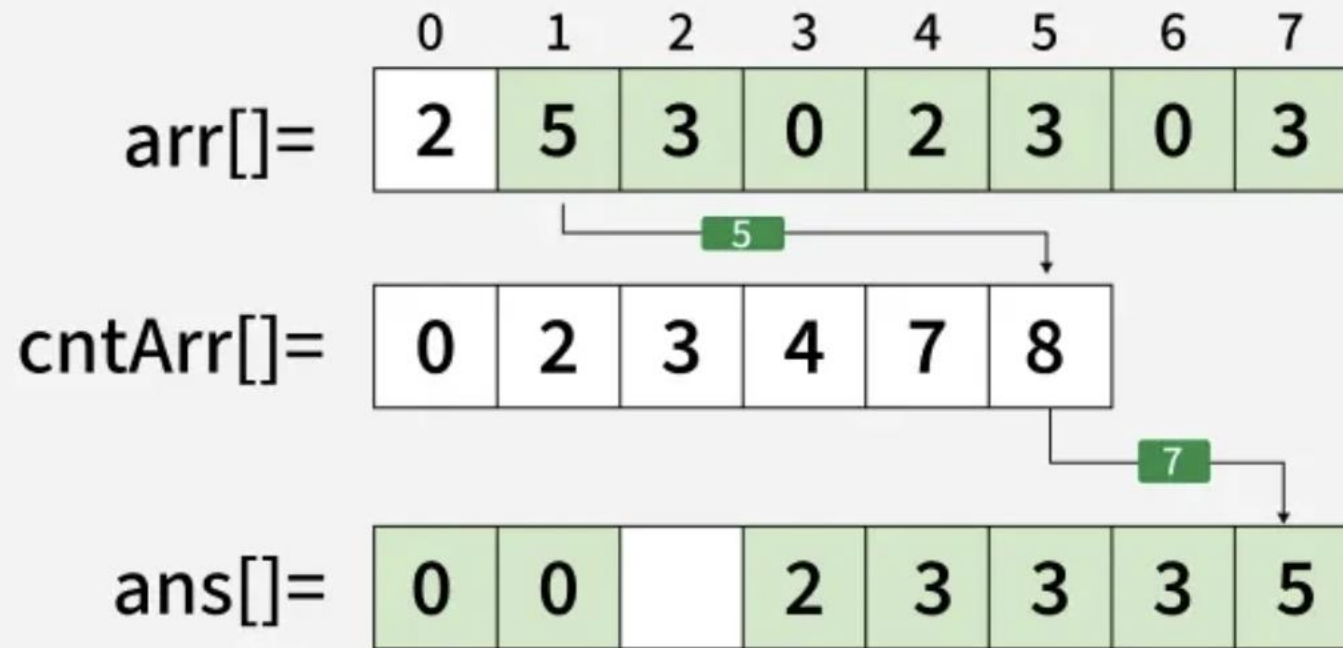 0 1 2 3 4 5 6 7
arr[]= 2 5 3 0 2 3 0 3
5
cntArr[]= 0 2 3 4 7 8
7
ans[]= 0 0 2 3 3 3 5